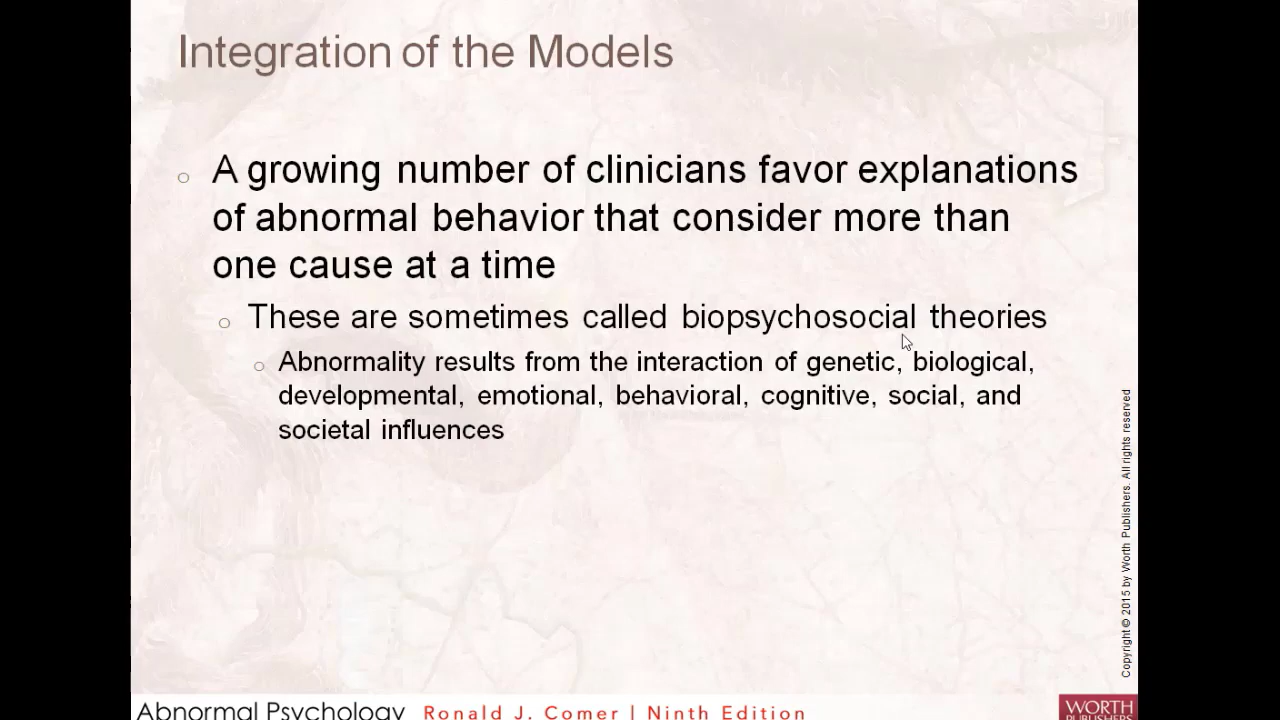 Integration of the Models
A growing number of clinicians favor explanations
of abnormal behavior that consider more than
one cause at a time
These are sometimes called biopsychosocial theories
Abnormality results from the interaction of genetic, biological,
developmental, emotional, behavioral, cognitive, social, and
societal influences
Copyright © 2015 by Worth Publishers. All rights reserved
Abnormal Psychology Ronald J. Comer | Ninth Edition
WORTH
PUBLISHERS